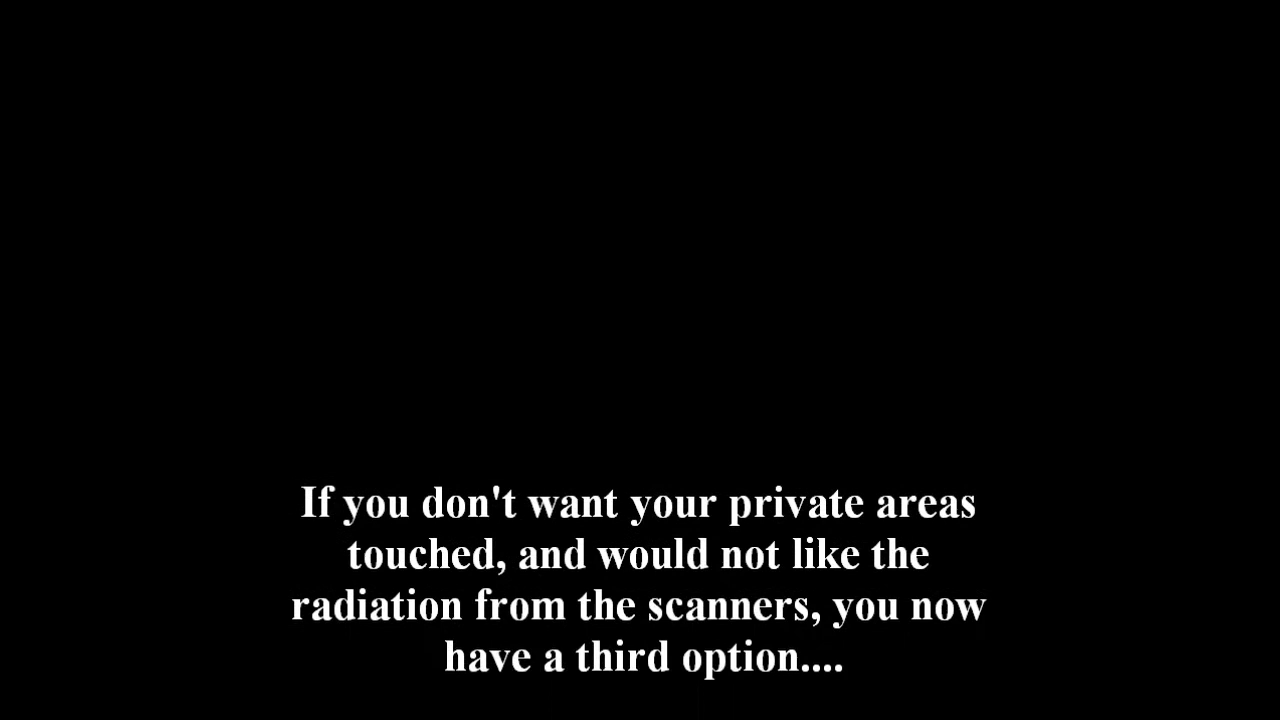 If you don't want your private areas
touched, and would not like the
radiation from the scanners, you now
have a third option....